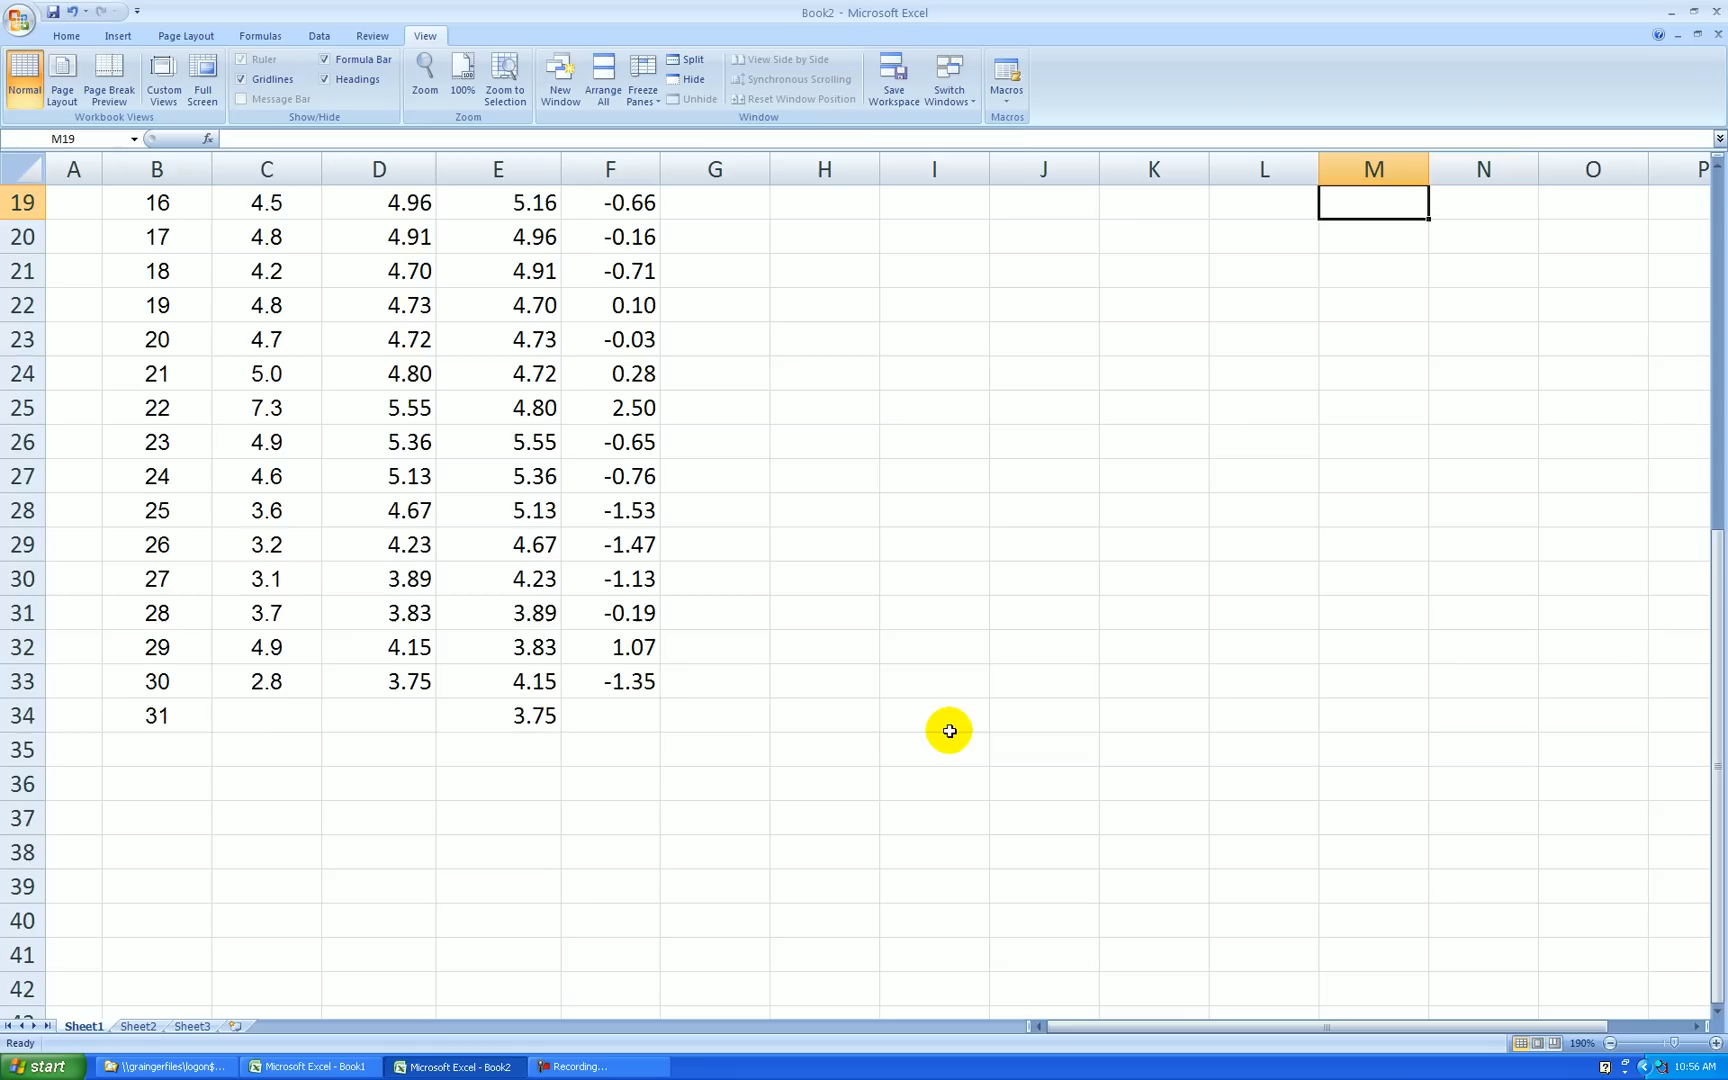 Book2 - Microsoft Excel
Home Insert Page Layout Formulas Data Review View
Normal Page Layout Page Break Preview Custom Views Full Screen
Ruler Formula Bar
Gridlines Headings
Message Bar
Zoom 100% Zoom to Selection
New Window Arrange All Freeze Panes
Split
Hide
Unhide
View Side by Side
Synchronous Scrolling
Reset Window Position
Save Workspace Switch Windows Macros
Workbook Views Show/Hide Zoom Window Macros
M19 fx
A B C D E F G H I J K L M N O P
19 16 4.5 4.96 5.16 -0.66
20 17 4.8 4.91 4.96 -0.16
21 18 4.2 4.70 4.91 -0.71
22 19 4.8 4.73 4.70 0.10
23 20 4.7 4.72 4.73 -0.03
24 21 5.0 4.80 4.72 0.28
25 22 7.3 5.55 4.80 2.50
26 23 4.9 5.36 5.55 -0.65
27 24 4.6 5.13 5.36 -0.76
28 25 3.6 4.67 5.13 -1.53
29 26 3.2 4.23 4.67 -1.47
30 27 3.1 3.89 4.23 -1.13
31 28 3.7 3.83 3.89 -0.19
32 29 4.9 4.15 3.83 1.07
33 30 2.8 3.75 4.15 -1.35
34 31 3.75
35
36
37
38
39
40
41
42
Sheet1 Sheet2 Sheet3
Ready 190%
start \\graingerfiles\logon$... Microsoft Excel - Book1 Microsoft Excel - Book2 Recording... 10:56 AM